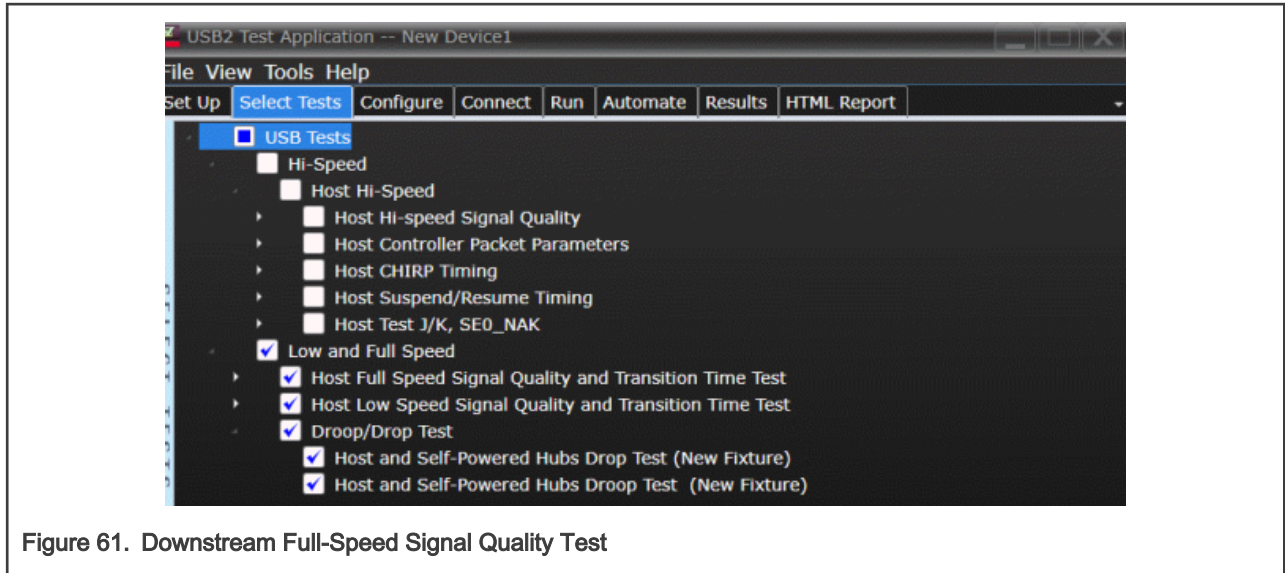 USB2 Test Application -- New Device1
File View Tools Help
Set Up Select Tests Configure Connect Run Automate Results HTML Report
USB Tests
Hi-Speed
Host Hi-Speed
Host Hi-speed Signal Quality
Host Controller Packet Parameters
Host CHIRP Timing
Host Suspend/Resume Timing
Host Test J/K, SE0_NAK
Low and Full Speed
Host Full Speed Signal Quality and Transition Time Test
Host Low Speed Signal Quality and Transition Time Test
Droop/Drop Test
Host and Self-Powered Hubs Drop Test (New Fixture)
Host and Self-Powered Hubs Droop Test (New Fixture)
Figure 61. Downstream Full-Speed Signal Quality Test